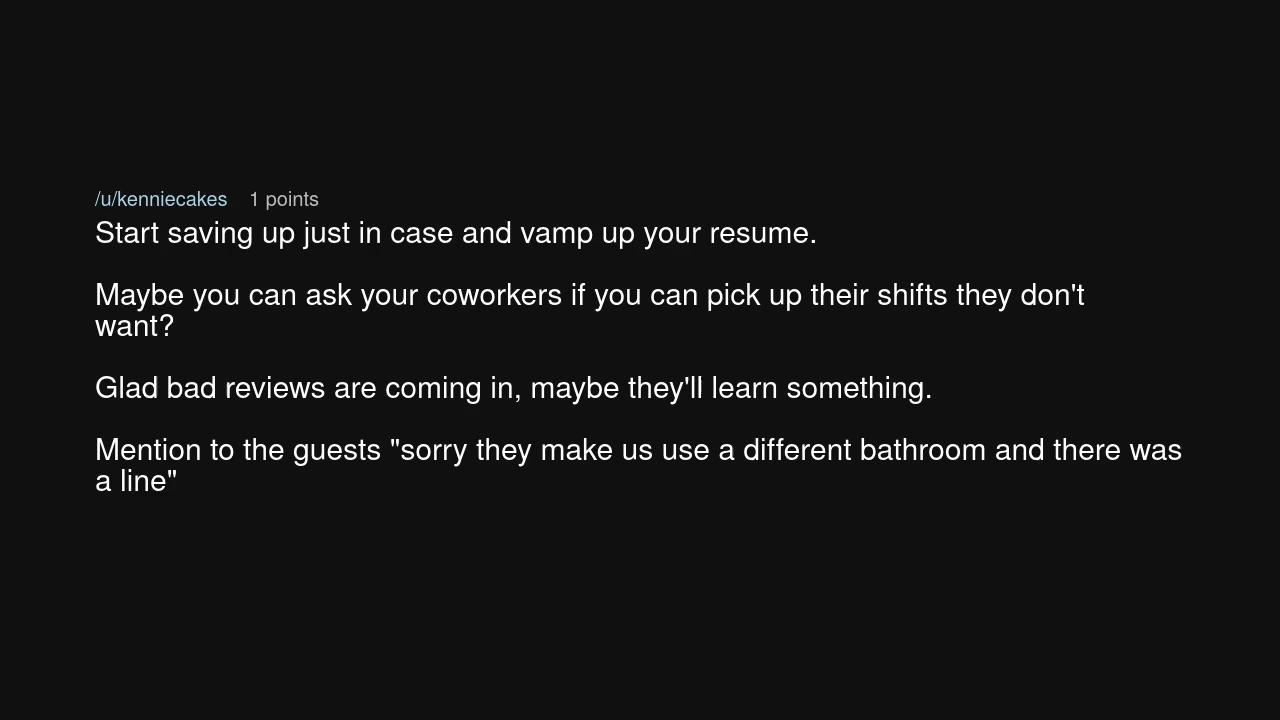 /u/kenniecakes 1 points
Start saving up just in case and vamp up your resume.
Maybe you can ask your coworkers if you can pick up their shifts they don't
want?
Glad bad reviews are coming in, maybe they'll learn something.
Mention to the guests "sorry they make us use a different bathroom and there was
a line"